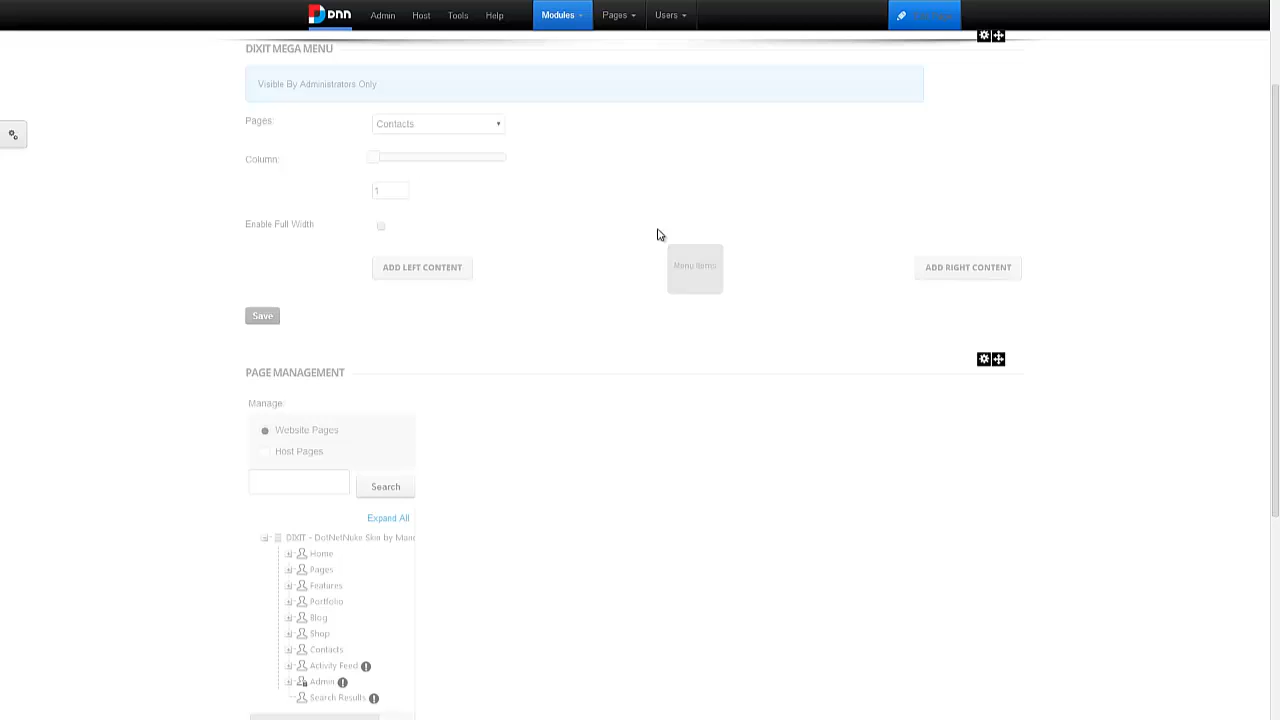 DNN Admin Host Tools Help Modules Pages Users
DIXIT MEGA MENU
Visible By Administrators Only
Pages: Contacts
Column:
1
Enable Full Width
ADD LEFT CONTENT Menu Items ADD RIGHT CONTENT
Save
PAGE MANAGEMENT
Manage:
Website Pages
Host Pages
Search
Expand All
DIXIT - DotNetNuke Skin by
Home
Pages
Features
Portfolio
Blog
Shop
Contacts
Activity Feed
Admin
Search Results